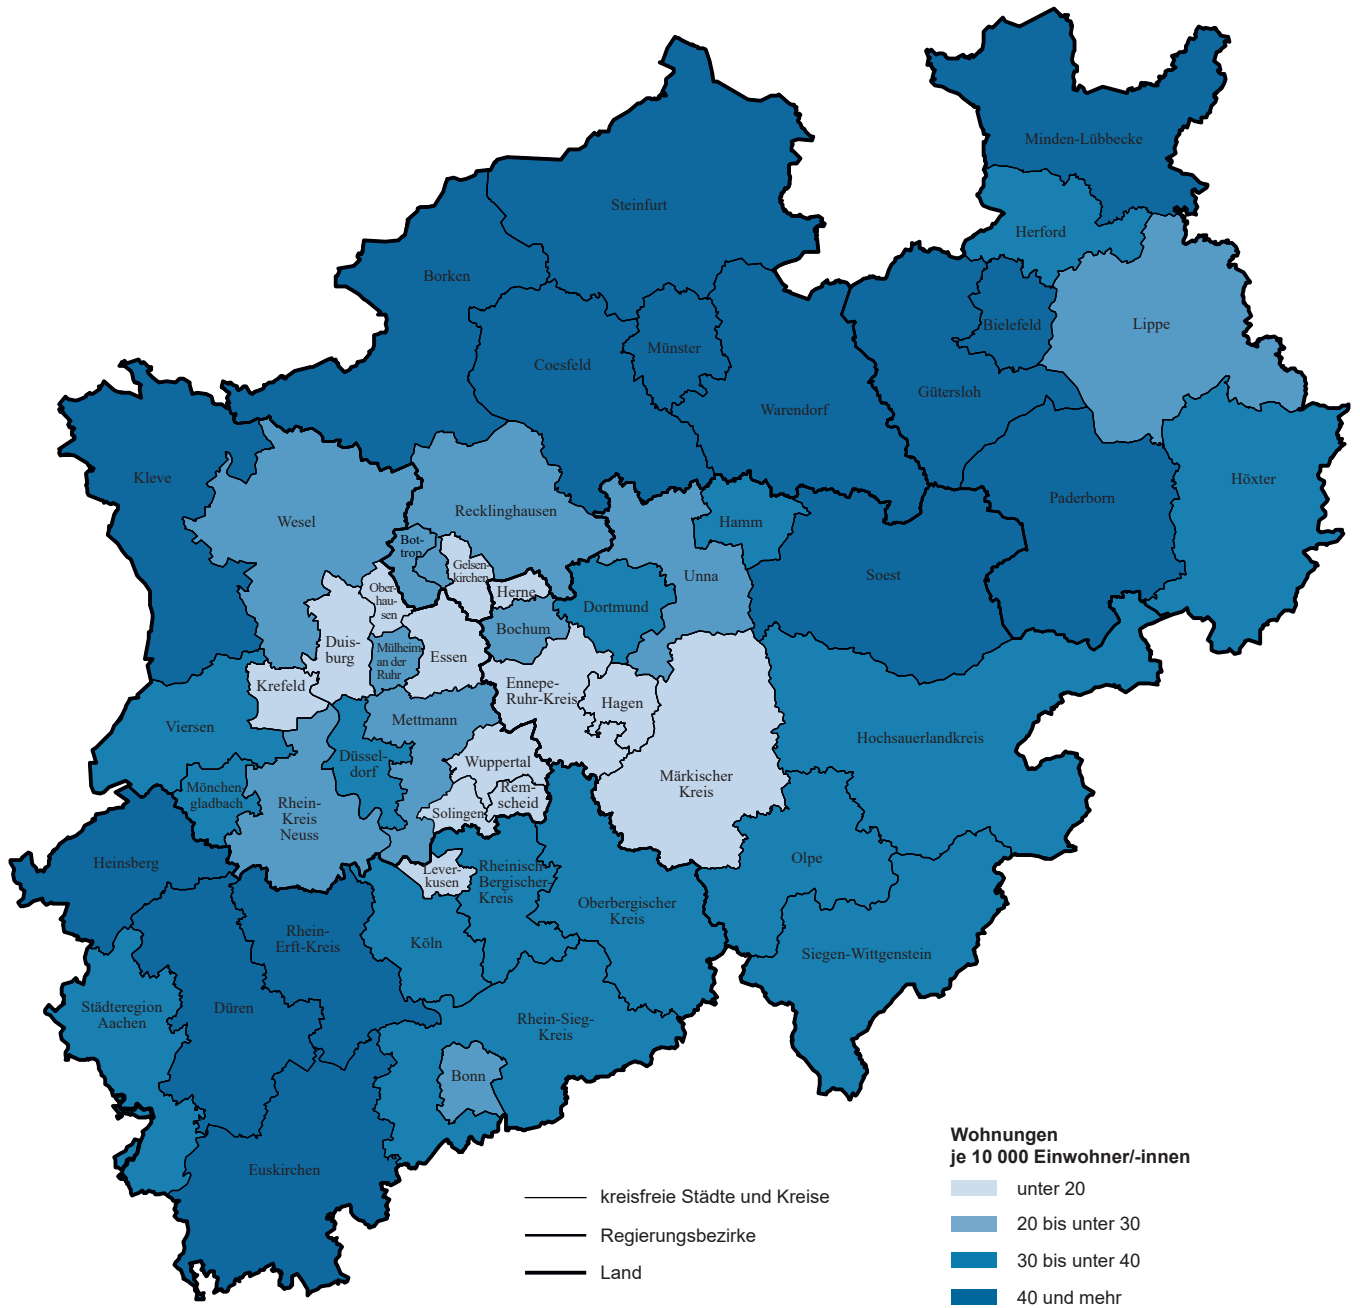 Minden-Lübbecke
Steinfurt
Herford
Borken
Lippe
Bielefeld
Münster
Coesfeld
Gütersloh
Warendorf
Kleve
Höxter
Paderborn
Wesel
Recklinghausen
Hamm
Bot-
trop
Gelsen-
kirchen
Soest
Unna
Ober-
hau-
sen
Herne
Dortmund
Bochum
Duis-
burg
Mülheim
an der
Ruhr
Essen
Krefeld
Ennepe-
Ruhr-Kreis
Hagen
Viersen
Mettmann
Hochsauerlandkreis
Düssel-
dorf
Wuppertal
Märkischer
Kreis
Mönchen
gladbach
Rem-
scheid
Rhein-
Kreis
Neuss
Solingen
Heinsberg
Olpe
Lever-
kusen
Rheinisch-
Bergischer-
Kreis
Oberbergischer
Kreis
Rhein-
Erft-Kreis
Köln
Siegen-Wittgenstein
Städteregion
Aachen
Düren
Rhein-Sieg-
Kreis
Bonn
Euskirchen
kreisfreie Städte und Kreise
Regierungsbezirke
Land
Wohnungen
je 10 000 Einwohner/-innen
unter 20
20 bis unter 30
30 bis unter 40
40 und mehr